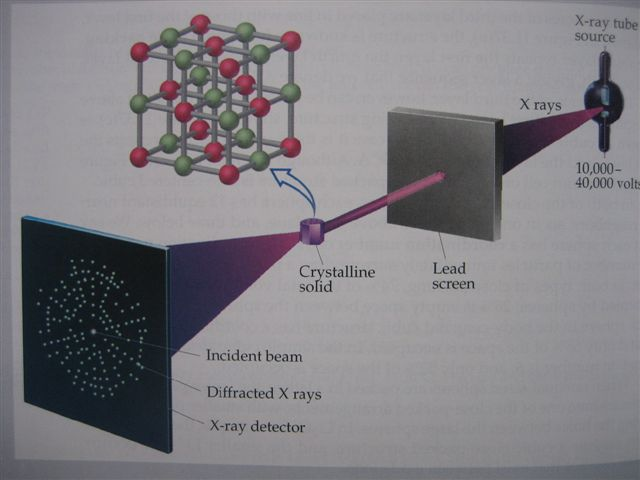 X-ray tube
source
X rays
10,000–
40,000 volts
Crystalline
solid
Lead
screen
Incident beam
Diffracted X rays
X-ray detector